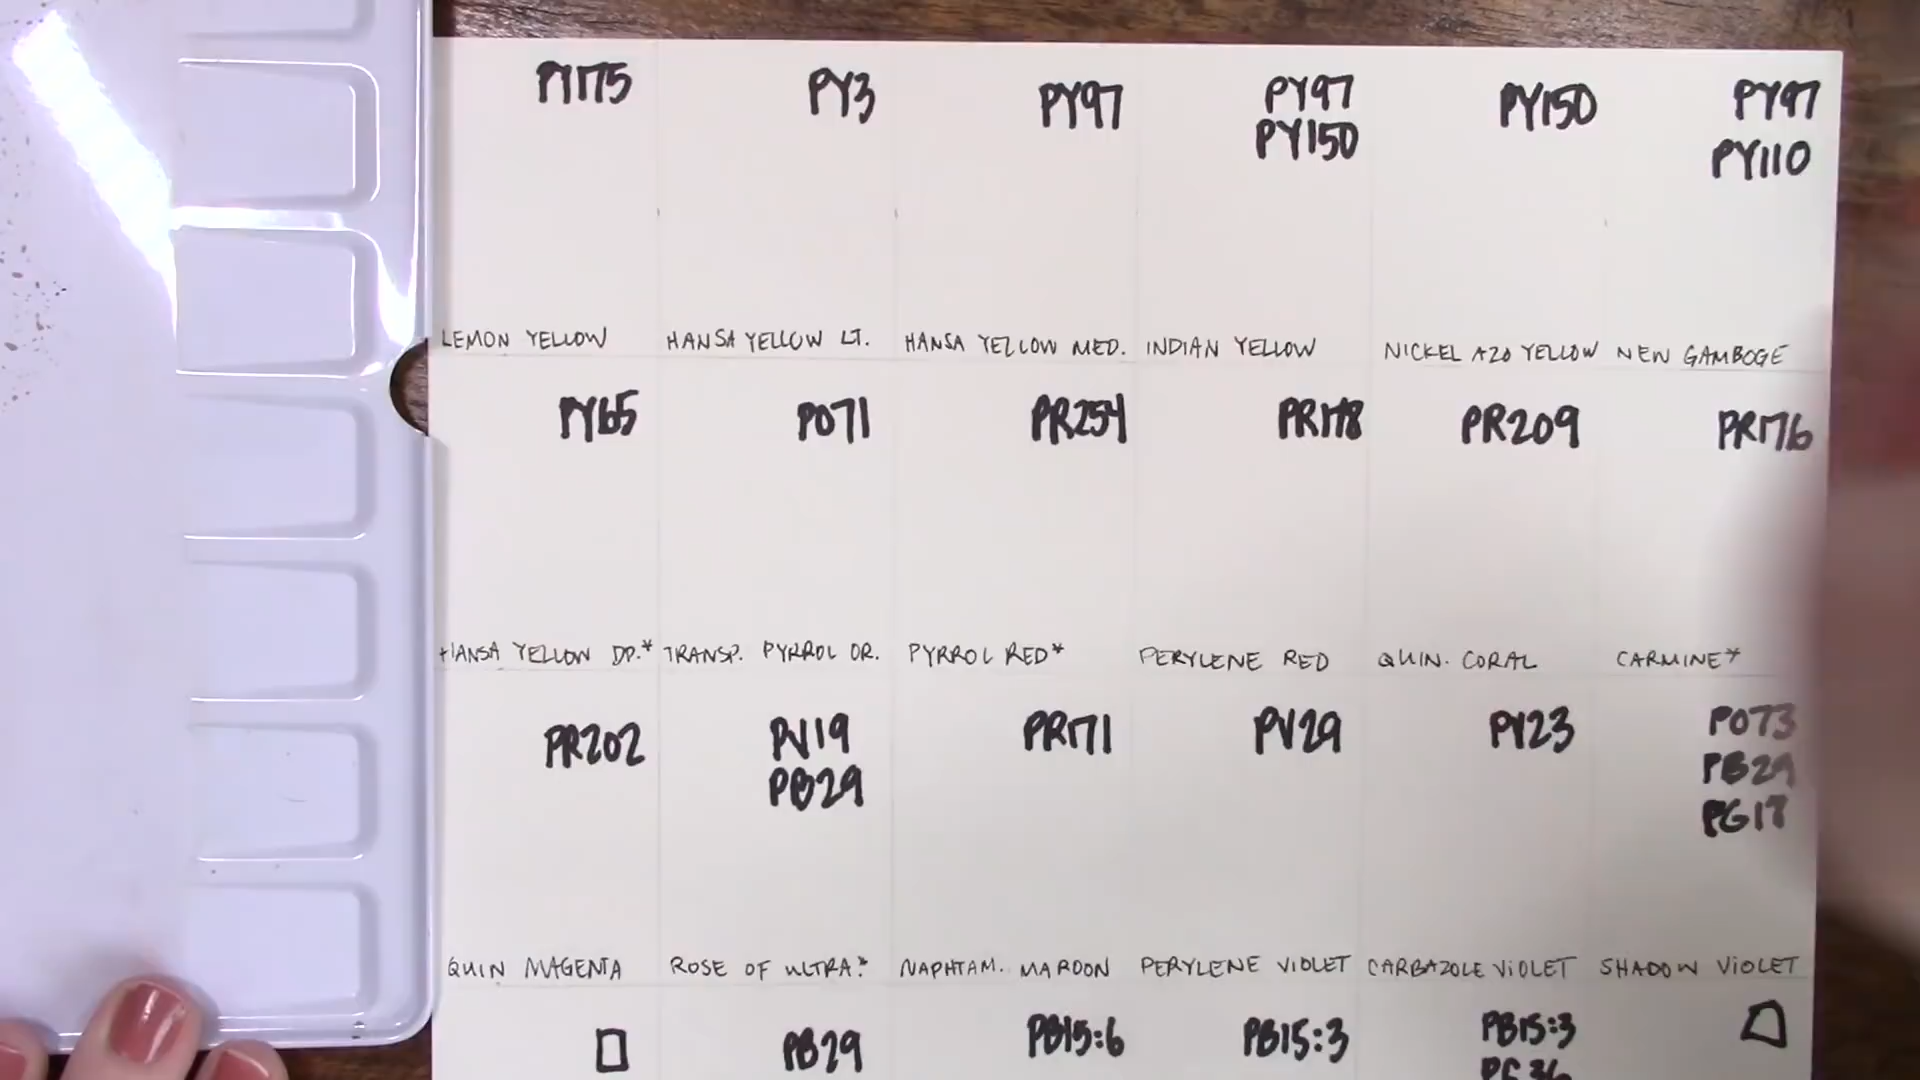 PY175
PY3
PY97
PY97
PY150
PY150
PY97
PY110
LEMON YELLOW
HANSA YELLOW LT.
HANSA YELLOW MED.
INDIAN YELLOW
NICKEL AZO YELLOW
NEW GAMBOGE
PY65
PO71
PR254
PR178
PR209
PR176
HANSA YELLOW DP.*
TRANSP. PYRROL OR.
PYRROL RED*
PERYLENE RED
QUIN. CORAL
CARMINE*
PR202
PV19
PB29
PR171
PV29
PV23
PO73
PB29
PG18
QUIN MAGENTA
ROSE OF ULTRA.*
NAPHTAM. MAROON
PERYLENE VIOLET
CARBAZOLE VIOLET
SHADOW VIOLET
PB29
PB15:6
PB15:3
PB15:3
PG36